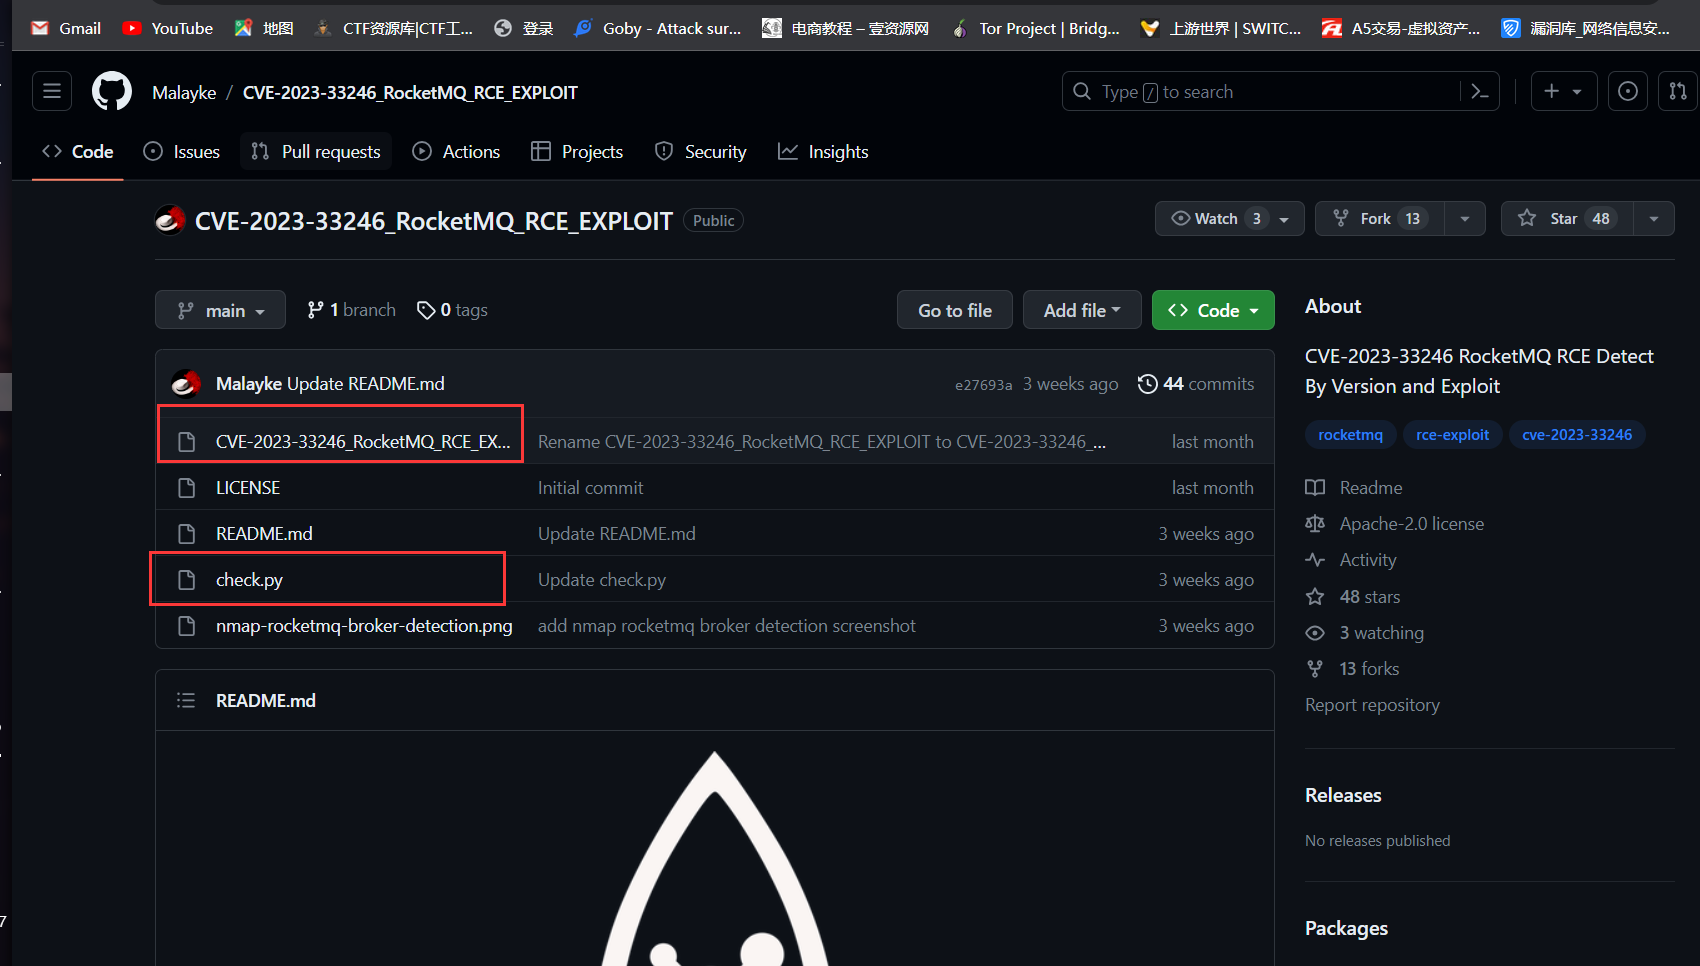 Gmail YouTube 地图 CTF资源库|CTF工... 登录 Goby - Attack sur... 电商教程 – 壹资源网 Tor Project | Bridg... 上游世界 | SWITC... A5交易-虚拟资产... 漏洞库_网络信息安...
Malayke / CVE-2023-33246_RocketMQ_RCE_EXPLOIT
Type / to search
Code Issues Pull requests Actions Projects Security Insights
CVE-2023-33246_RocketMQ_RCE_EXPLOIT Public
Watch 3 Fork 13 Star 48
main 1 branch 0 tags Go to file Add file Code
Malayke Update README.md e27693a 3 weeks ago 44 commits
CVE-2023-33246_RocketMQ_RCE_EX... Rename CVE-2023-33246_RocketMQ_RCE_EXPLOIT to CVE-2023-33246_... last month
LICENSE Initial commit last month
README.md Update README.md 3 weeks ago
check.py Update check.py 3 weeks ago
nmap-rocketmq-broker-detection.png add nmap rocketmq broker detection screenshot 3 weeks ago
README.md
About
CVE-2023-33246 RocketMQ RCE Detect
By Version and Exploit
rocketmq rce-exploit cve-2023-33246
Readme
Apache-2.0 license
Activity
48 stars
3 watching
13 forks
Report repository
Releases
No releases published
Packages
7